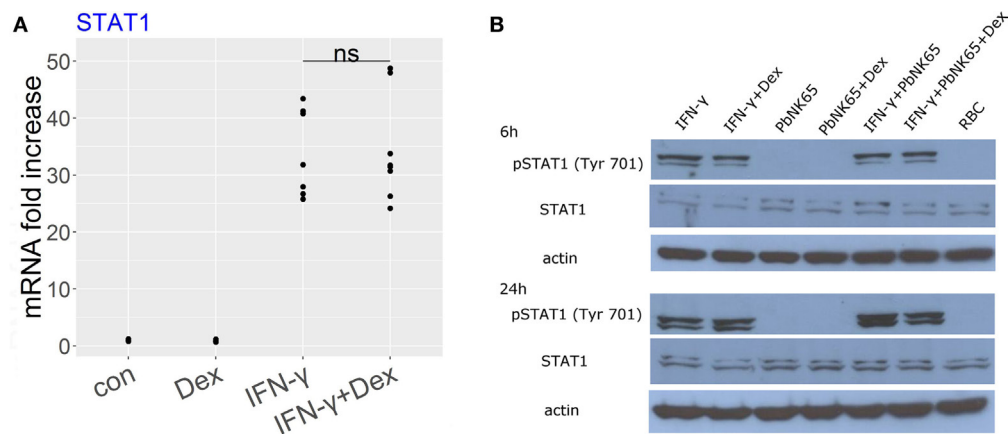 A
STAT1
mRNA fold increase
50
40
30
20
10
0
ns
con
Dex
IFN-γ
IFN-γ+Dex
B
IFN-γ
IFN-γ+Dex
PbNK65
PbNK65+Dex
IFN-γ+PbNK65
IFN-γ+PbNK65+Dex
RBC
6h
pSTAT1 (Tyr 701)
STAT1
actin
24h
pSTAT1 (Tyr 701)
STAT1
actin